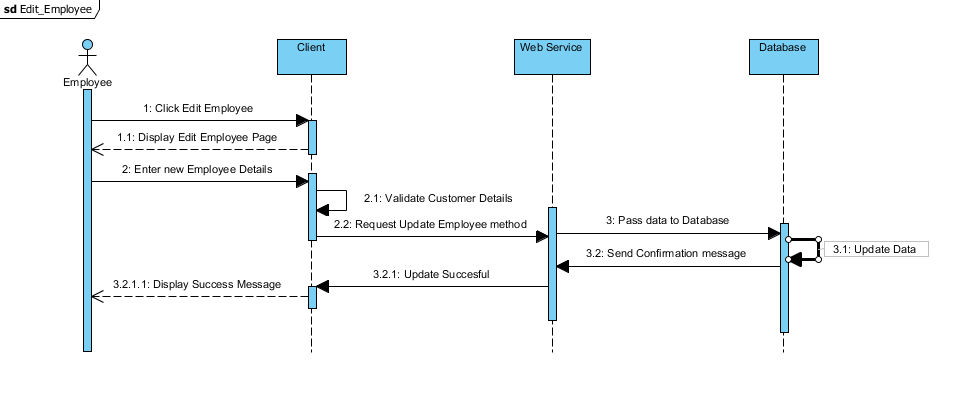 sd Edit_Employee
Employee
Client
Web Service
Database
1: Click Edit Employee
1.1: Display Edit Employee Page
2: Enter new Employee Details
2.1: Validate Customer Details
2.2: Request Update Employee method
3: Pass data to Database
3.1: Update Data
3.2: Send Confirmation message
3.2.1: Update Succesful
3.2.1.1: Display Success Message